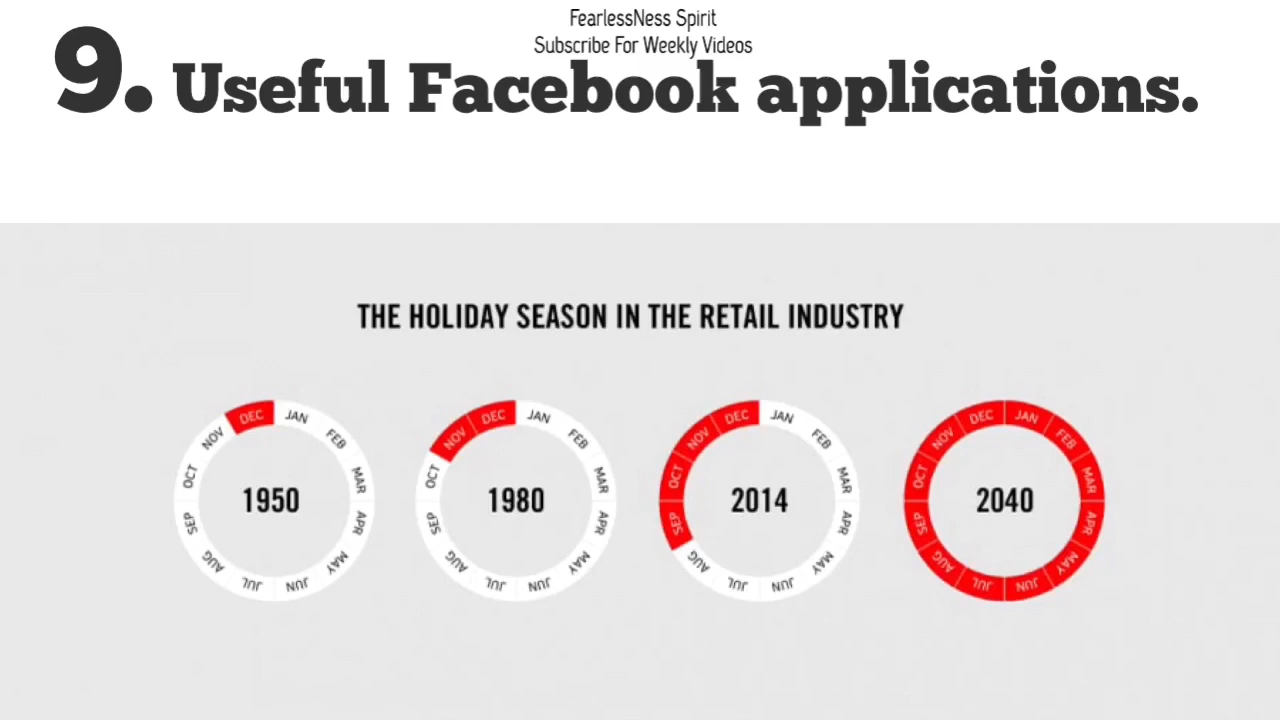 FearlessNess Spirit
Subscribe For Weekly Videos
9. Useful Facebook applications.
THE HOLIDAY SEASON IN THE RETAIL INDUSTRY
JAN FEB MAR APR MAY JUN JUL AUG SEP OCT NOV DEC
1950
JAN FEB MAR APR MAY JUN JUL AUG SEP OCT NOV DEC
1980
JAN FEB MAR APR MAY JUN JUL AUG SEP OCT NOV DEC
2014
JAN FEB MAR APR MAY JUN JUL AUG SEP OCT NOV DEC
2040